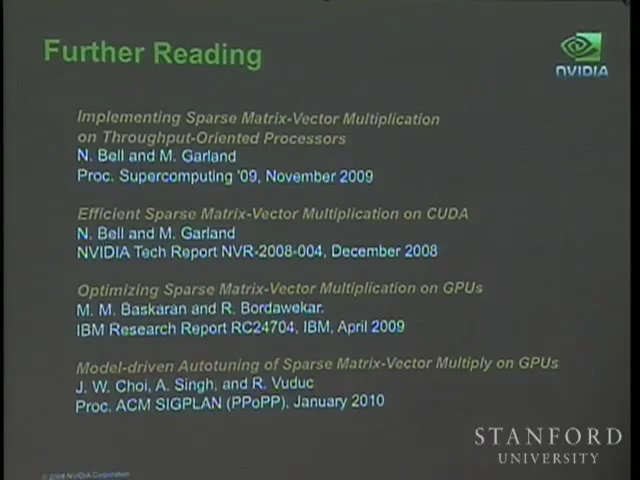 Further Reading
NVIDIA
Implementing Sparse Matrix-Vector Multiplication
on Throughput-Oriented Processors
N. Bell and M. Garland
Proc. Supercomputing '09, November 2009
Efficient Sparse Matrix-Vector Multiplication on CUDA
N. Bell and M. Garland
NVIDIA Tech Report NVR-2008-004, December 2008
Optimizing Sparse Matrix-Vector Multiplication on GPUs
M. M. Baskaran and R. Bordawekar.
IBM Research Report RC24704, IBM, April 2009
Model-driven Autotuning of Sparse Matrix-Vector Multiply on GPUs
J. W. Choi, A. Singh, and R. Vuduc
Proc. ACM SIGPLAN (PPoPP), January 2010
STANFORD
UNIVERSITY
© 2008 NVIDIA Corporation